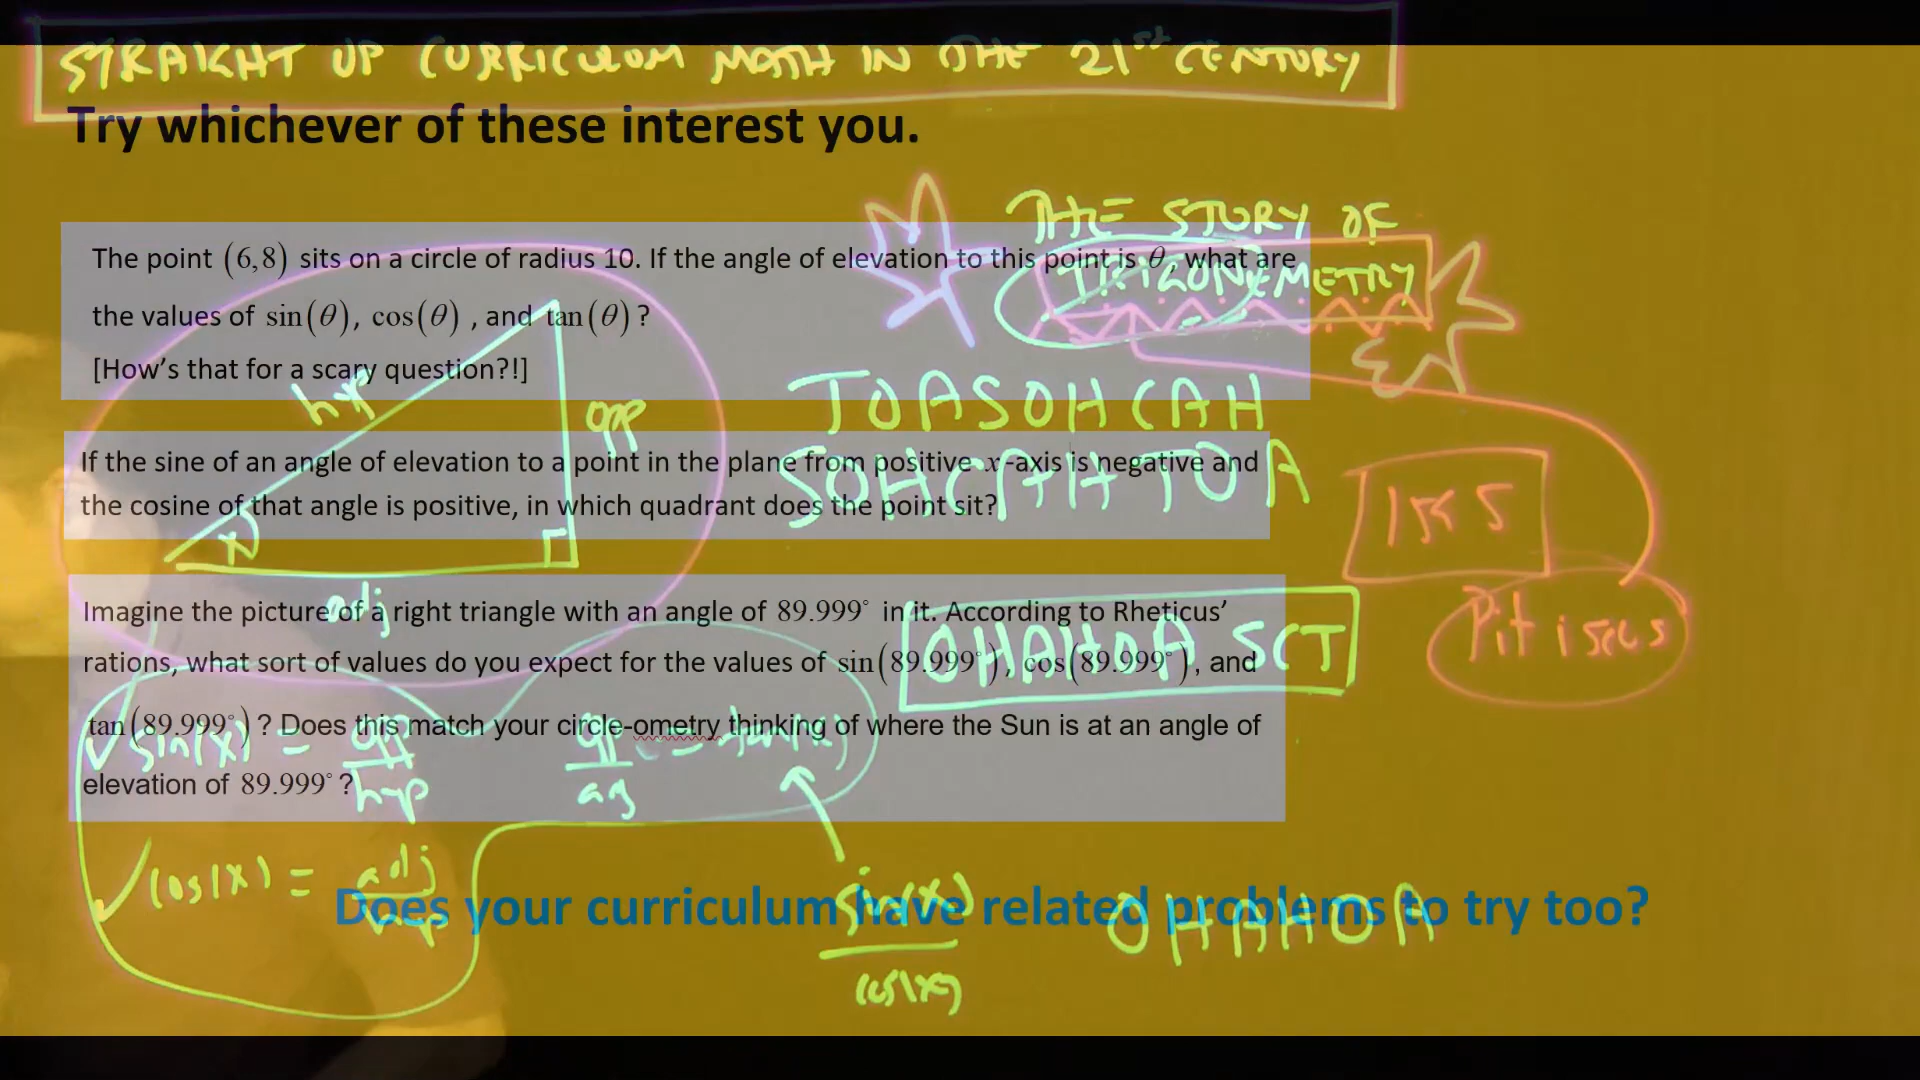 STRAIGHT UP CURRICULUM MATH IN THE 21st CENTURY
Try whichever of these interest you.
THE STORY OF
TRIGONOMETRY
The point (6,8) sits on a circle of radius 10. If the angle of elevation to this point is θ, what are
the values of sin(θ), cos(θ) , and tan(θ)?
[How's that for a scary question?!]
hyp
opp
adj
x
TOASOHCAH
SOHCAHTOA
If the sine of an angle of elevation to a point in the plane from positive x-axis is negative and
the cosine of that angle is positive, in which quadrant does the point sit?
1595
Pitiscus
Imagine the picture of a right triangle with an angle of 89.999° in it. According to Rheticus'
rations, what sort of values do you expect for the values of sin(89.999°), cos(89.999°), and
tan(89.999°)? Does this match your circle-ometry thinking of where the Sun is at an angle of
elevation of 89.999°?
OHAHOA SCT
sin(x) = opp
hyp
opp = tan(x)
adj
cos(x) = adj
hyp
Does your curriculum have related problems to try too?
sin(x)
cos(x)
OHAHOA